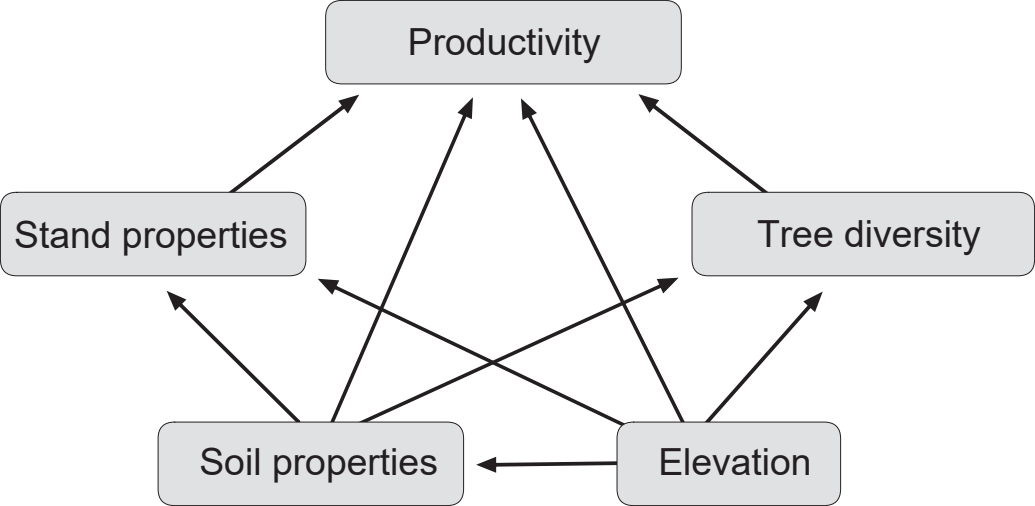 Productivity
Stand properties
Tree diversity
Soil properties
Elevation